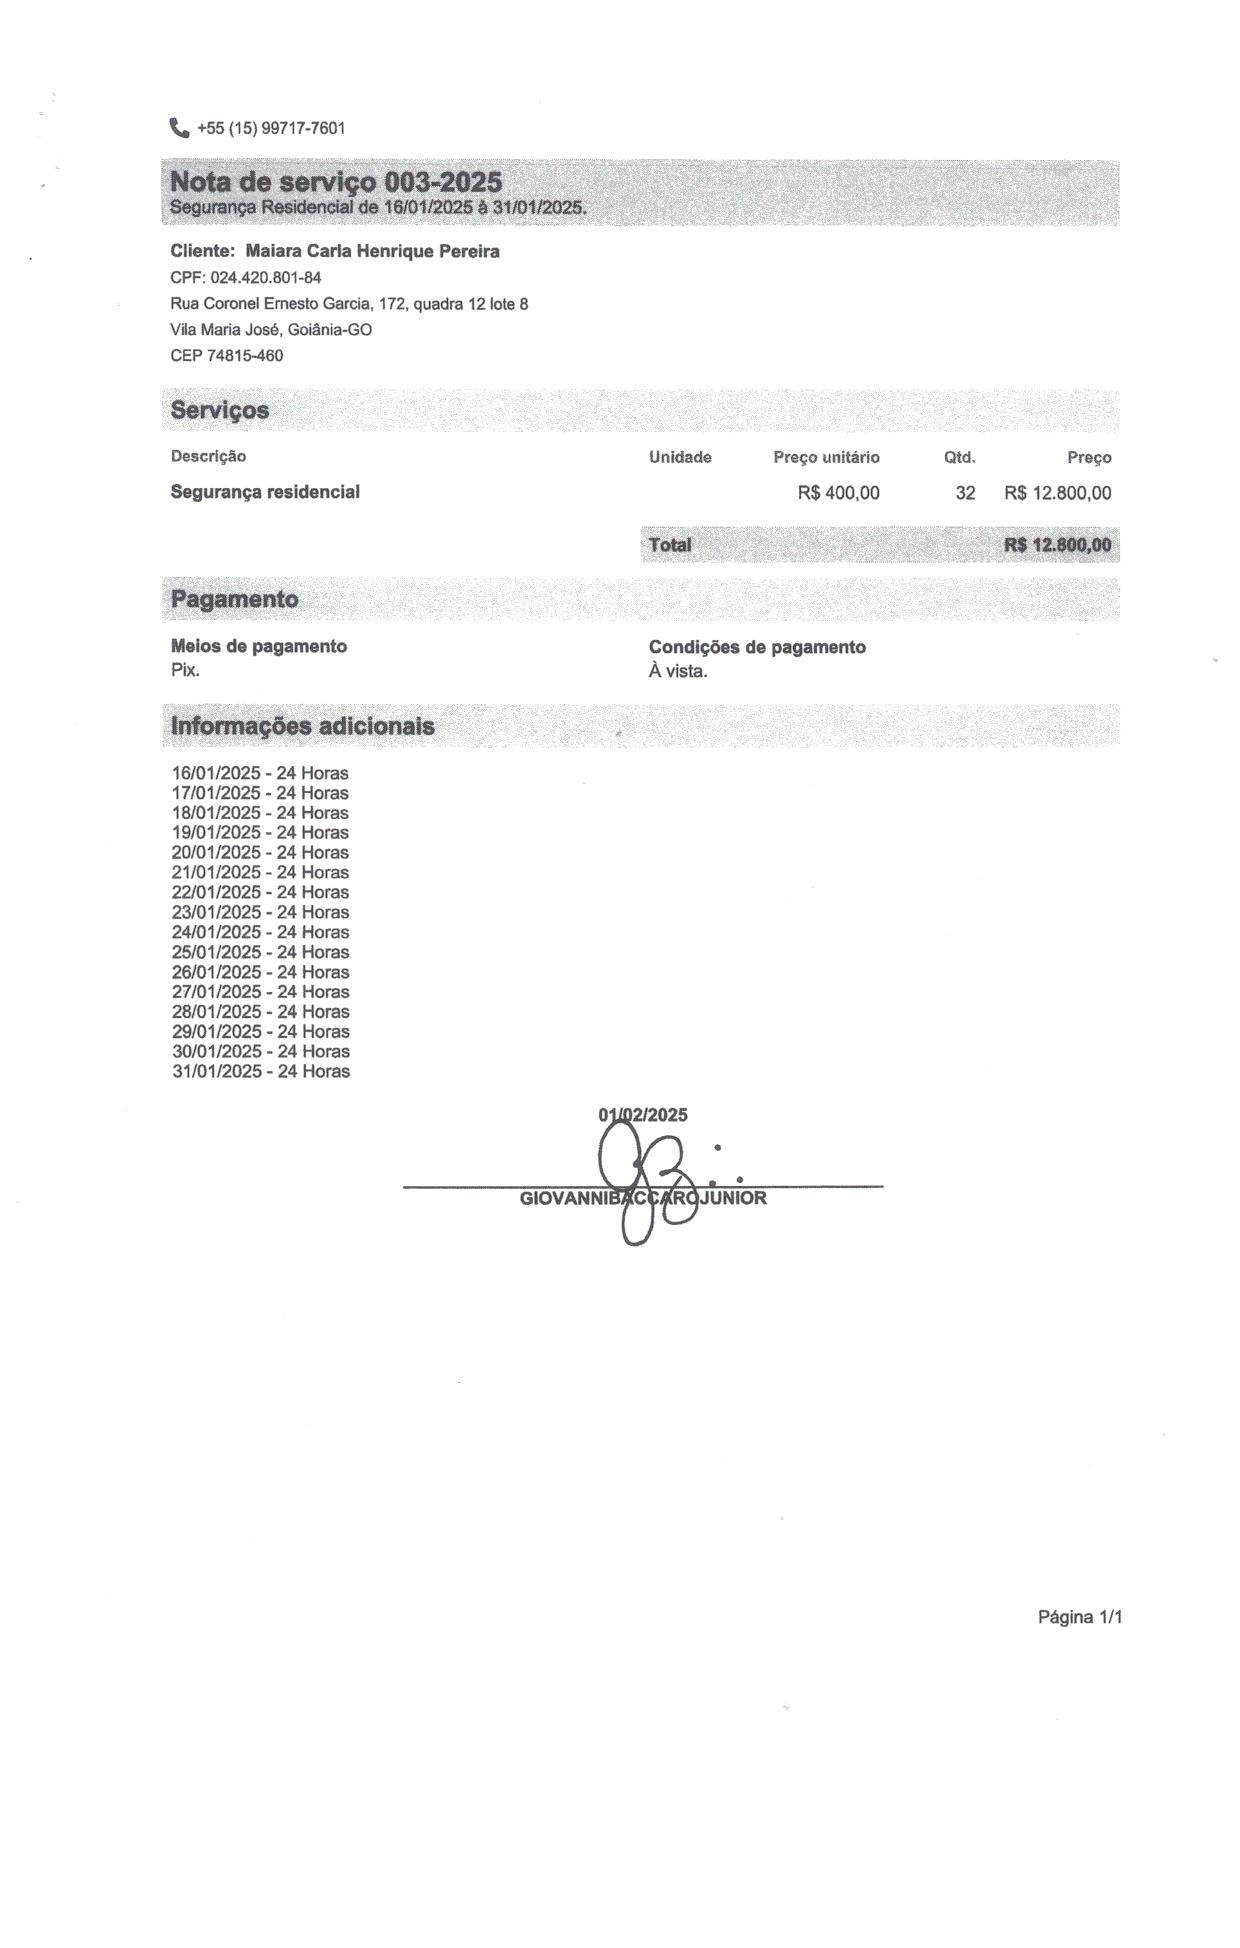 +55 (15) 99717-7601
Nota de serviço 003-2025
Segurança Residencial de 16/01/2025 à 31/01/2025.
Cliente: Maiara Carla Henrique Pereira
CPF: 024.420.801-84
Rua Coronel Ernesto Garcia, 172, quadra 12 lote 8
Vila Maria José, Goiânia-GO
CEP 74815-460
Serviços
Descrição Unidade Preço unitário Qtd. Preço
Segurança residencial R$ 400,00 32 R$ 12.800,00
Total R$ 12.800,00
Pagamento
Meios de pagamento Condições de pagamento
Pix. À vista.
Informações adicionais
16/01/2025 - 24 Horas
17/01/2025 - 24 Horas
18/01/2025 - 24 Horas
19/01/2025 - 24 Horas
20/01/2025 - 24 Horas
21/01/2025 - 24 Horas
22/01/2025 - 24 Horas
23/01/2025 - 24 Horas
24/01/2025 - 24 Horas
25/01/2025 - 24 Horas
26/01/2025 - 24 Horas
27/01/2025 - 24 Horas
28/01/2025 - 24 Horas
29/01/2025 - 24 Horas
30/01/2025 - 24 Horas
31/01/2025 - 24 Horas
01/02/2025
GIOVANNIBACCAROJUNIOR
Página 1/1